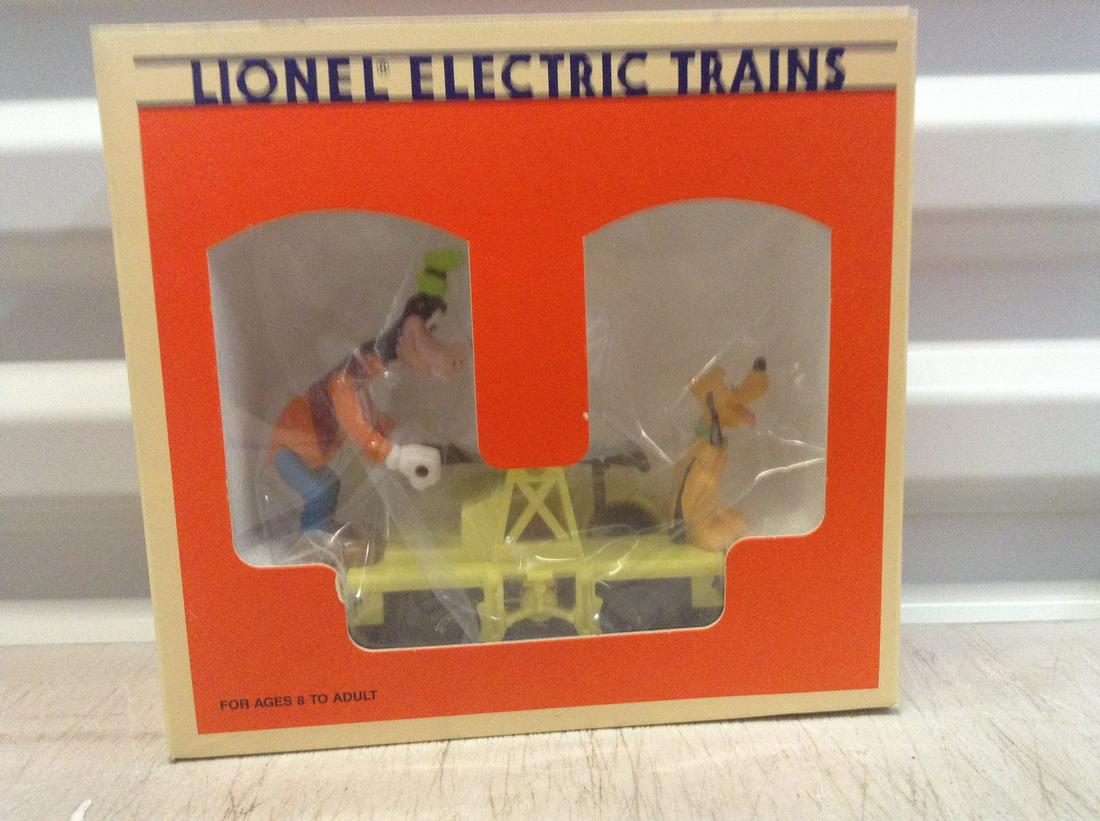 LIONEL® ELECTRIC TRAINS
FOR AGES 8 TO ADULT